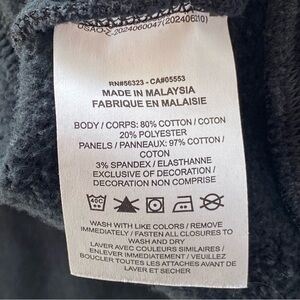 RN#56323 - CA#05553
MADE IN MALAYSIA
FABRIQUE EN MALAISIE
BODY / CORPS: 80% COTTON / COTON
20% POLYESTER
PANELS / PANNEAUX: 97% COTTON /
COTON
3% SPANDEX / ELASTHANNE
EXCLUSIVE OF DECORATION /
DECORATION NON COMPRISE
40C
WASH WITH LIKE COLORS / REMOVE
IMMEDIATELY / FASTEN ALL CLOSURES TO
WASH AND DRY
LAVER AVEC COULEURS SIMILAIRES /
ENLEVER IMMEDIATEMENT / VEUILLEZ
BOUCLER TOUTES LES ATTACHES AVANT DE
LAVER ET SECHER